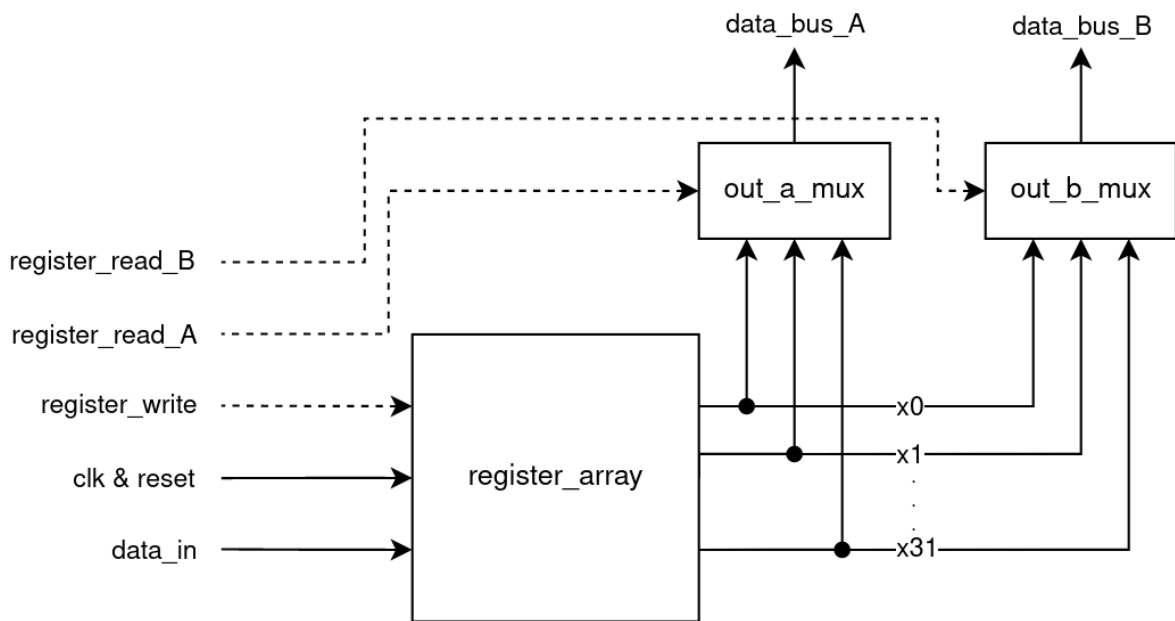 data_bus_A
data_bus_B
out_a_mux
out_b_mux
register_read_B
register_read_A
register_write
x0
x1
clk & reset
register_array
.
.
.
data_in
x31